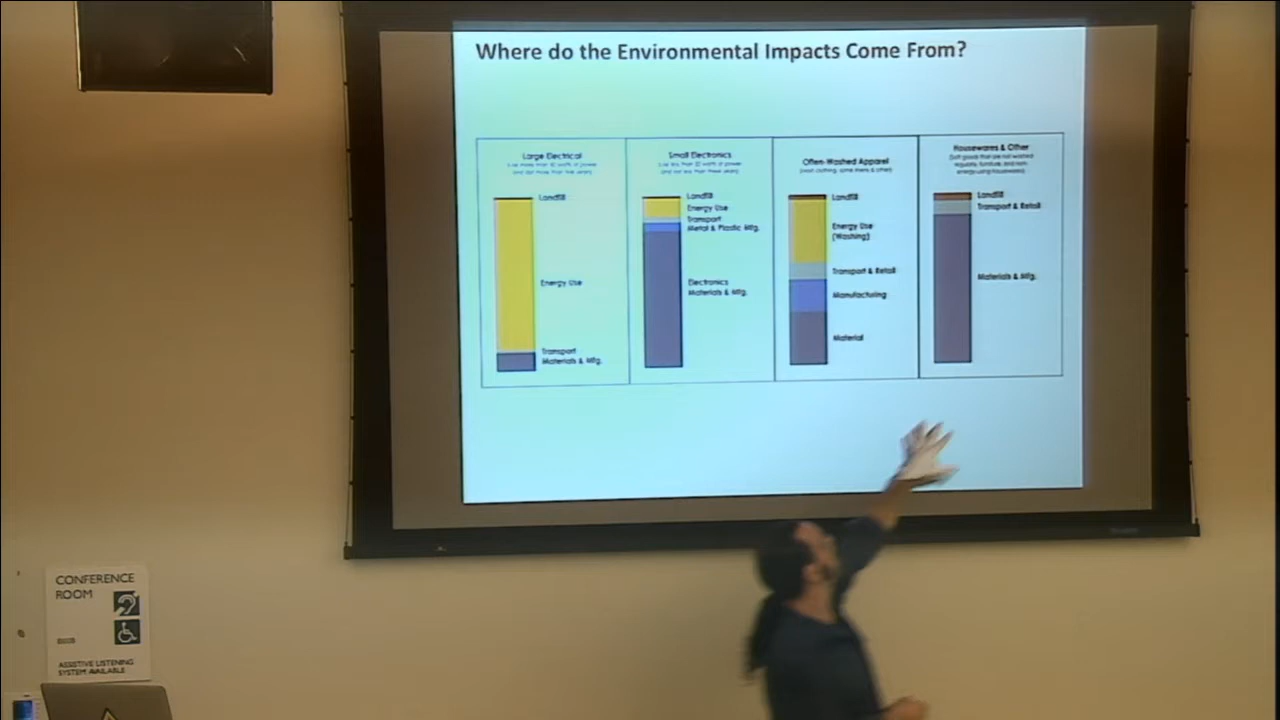 Where do the Environmental Impacts Come From?
Large Electrical
Landfill
Energy Use
Transport
Materials & Mfg.
Small Electronics
Landfill
Energy Use
Transport
Metal & Plastic Mfg.
Electronics
Materials & Mfg.
Often-Washed Apparel
Landfill
Energy Use
(Washing)
Transport & Retail
Manufacturing
Material
Housewares & Other
Landfill
Transport & Retail
Materials & Mfg.
CONFERENCE
ROOM
ASSISTIVE LISTENING
SYSTEM AVAILABLE